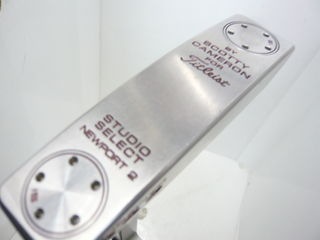 BY
SCOTTY
CAMERON
FOR
Titleist
STUDIO
SELECT
NEWPORT 2